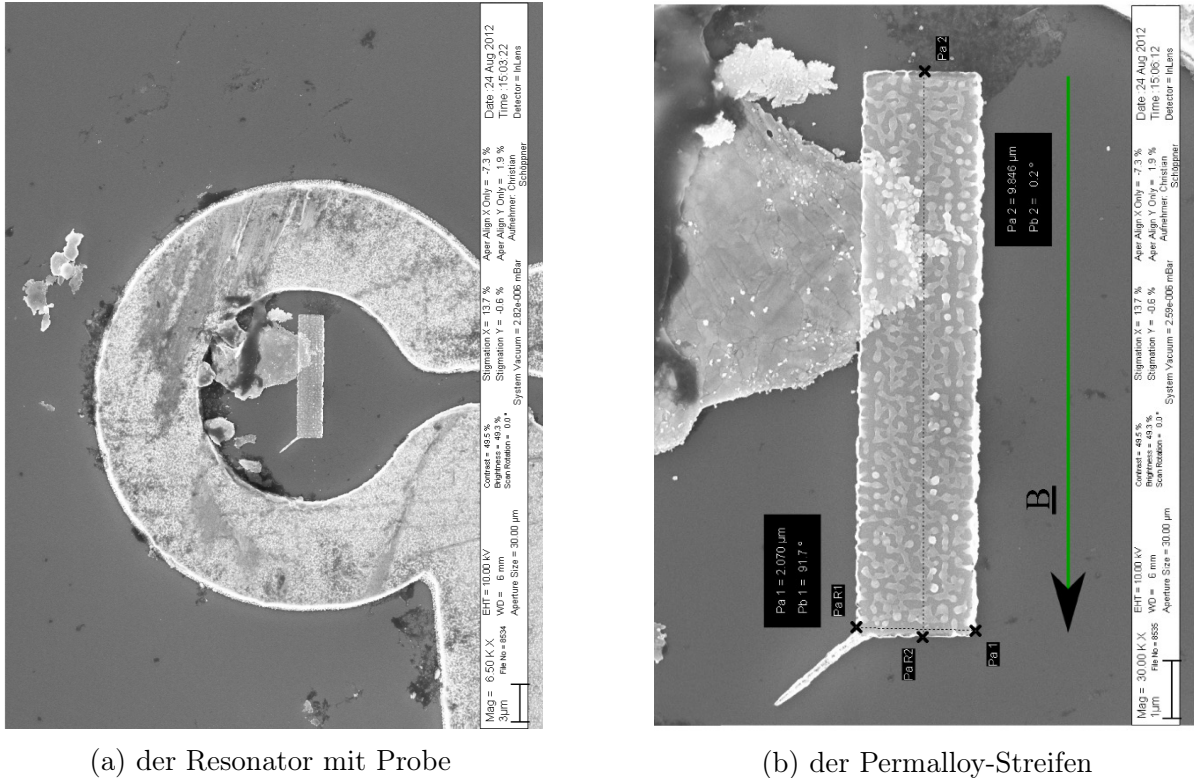 Mag = 6.50 K X
3µm
File No = 8534
EHT = 10.00 kV
WD = 6 mm
Aperture Size = 30.00 µm
Contrast = 49.5 %
Brightness = 49.3 %
Scan Rotation = 0.0°
Stigmation X = 13.7 %
Stigmation Y = -0.6 %
System Vacuum = 2.82e-006 mBar
Aper Align X Only = -7.3 %
Aper Align Y Only = 1.9 %
Aufnehmer: Christian
Schöppner
Date :24 Aug 2012
Time :15:03:22
Detector = InLens
(a) der Resonator mit Probe
Pa 2
Pa 2 = 9.846 µm
Pb 2 = 0.2 °
B
Pa 1 = 2.070 µm
Pb 1 = 91.7 °
Pa R1
Pa R2
Pa 1
Mag = 30.00 K X
1µm
File No = 8535
EHT = 10.00 kV
WD = 6 mm
Aperture Size = 30.00 µm
Contrast = 49.5 %
Brightness = 49.3 %
Scan Rotation = 0.0°
Stigmation X = 13.7 %
Stigmation Y = -0.6 %
System Vacuum = 2.59e-006 mBar
Aper Align X Only = -7.3 %
Aper Align Y Only = 1.9 %
Aufnehmer: Christian
Schöppner
Date :24 Aug 2012
Time :15:06:12
Detector = InLens
(b) der Permalloy-Streifen